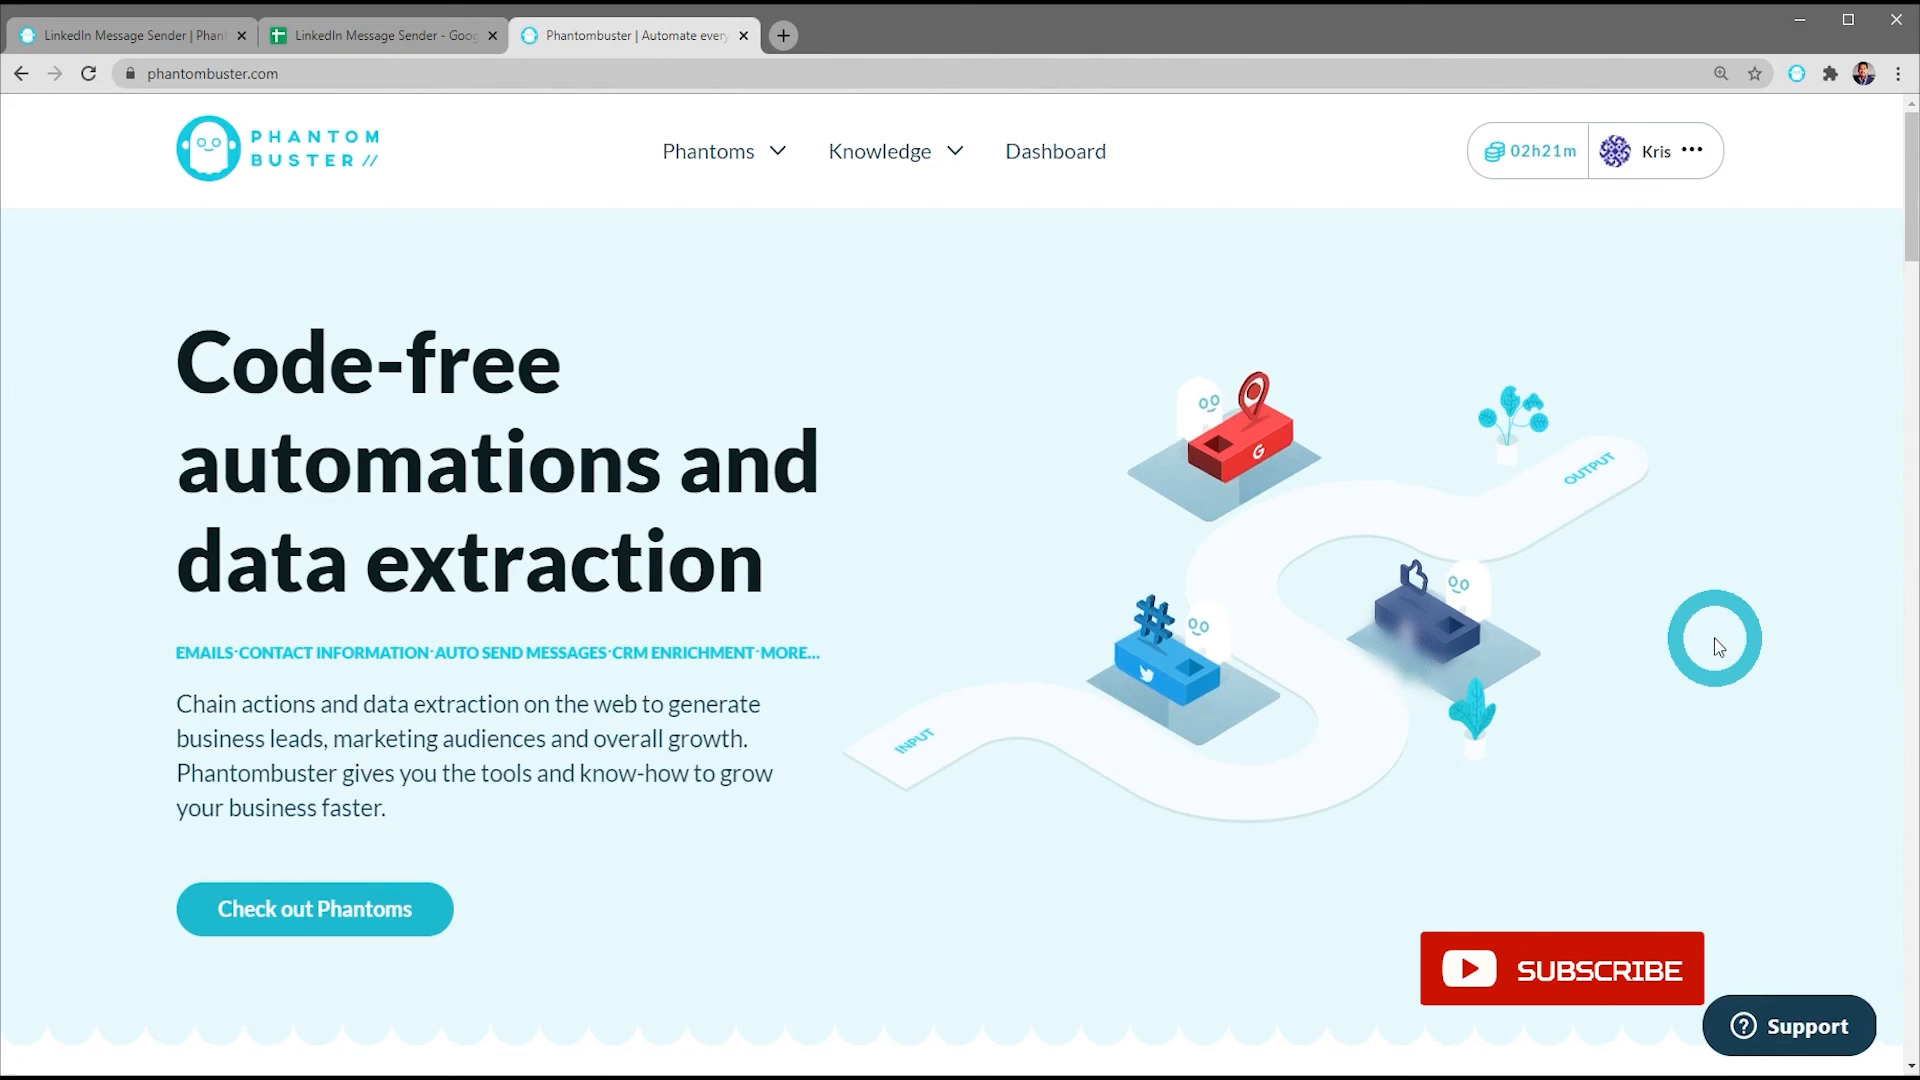 LinkedIn Message Sender | Phant
LinkedIn Message Sender - Goog
Phantombuster | Automate every
phantombuster.com
PHANTOM
BUSTER //
Phantoms
Knowledge
Dashboard
02h21m
Kris
Code-free
automations and
data extraction
EMAILS·CONTACT INFORMATION·AUTO SEND MESSAGES·CRM ENRICHMENT·MORE...
Chain actions and data extraction on the web to generate
business leads, marketing audiences and overall growth.
Phantombuster gives you the tools and know-how to grow
your business faster.
Check out Phantoms
G
OUTPUT
#
INPUT
SUBSCRIBE
? Support